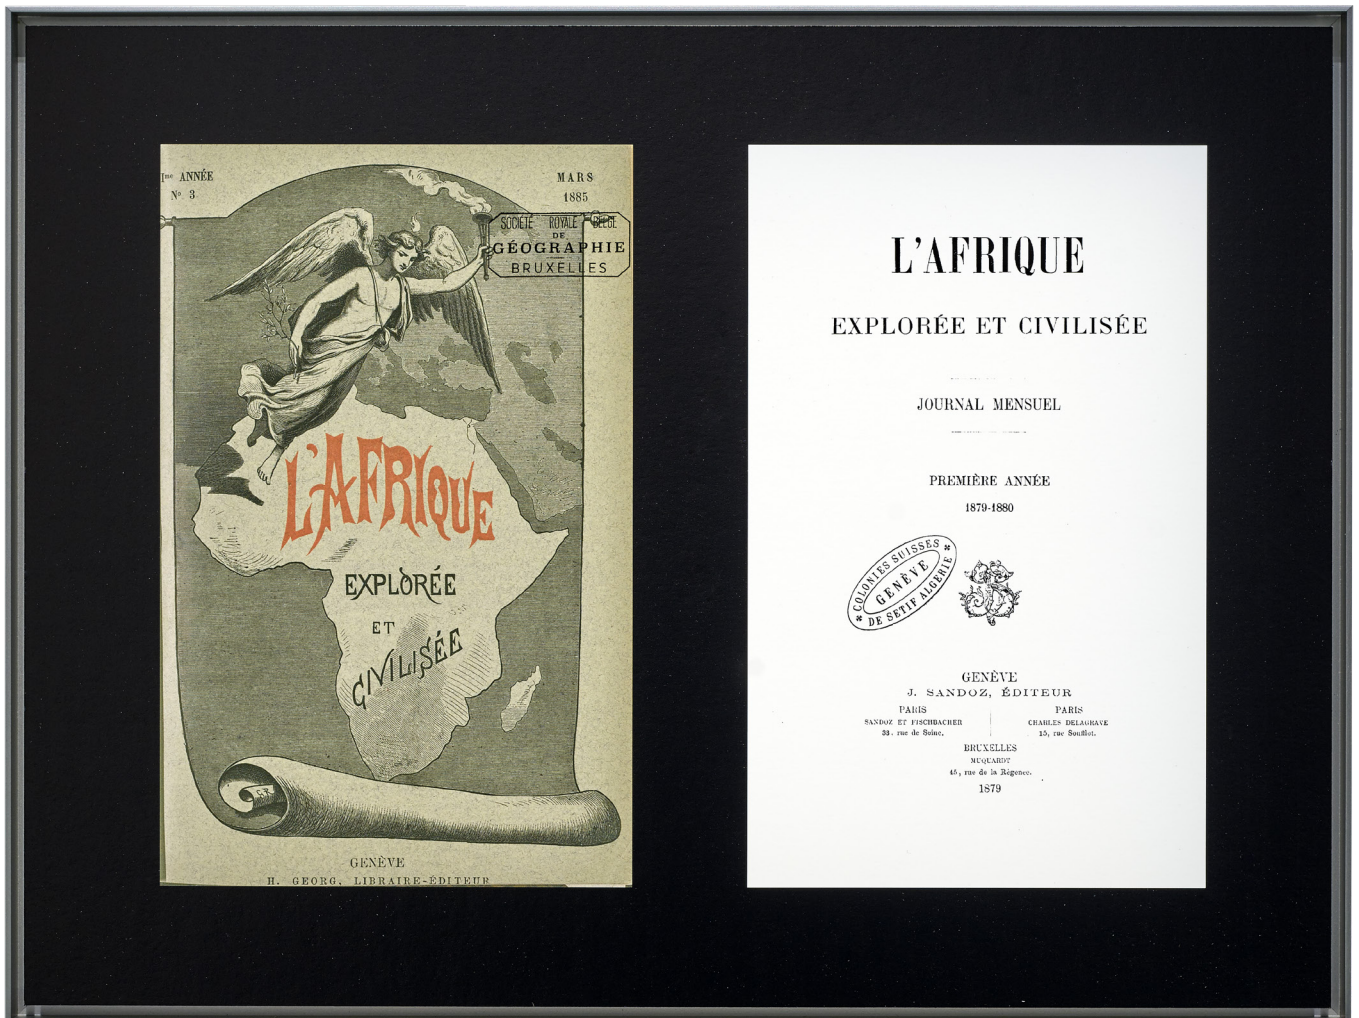 ANNÉE
Nº 3
MARS
1885
SOCIÉTÉ ROYALE BELGE
DE
GÉOGRAPHIE
BRUXELLES
L'AFRIQUE
EXPLORÉE
ET
CIVILISÉE
GENÈVE
H. GEORG, LIBRAIRE-ÉDITEUR
L'AFRIQUE
EXPLORÉE ET CIVILISÉE
JOURNAL MENSUEL
PREMIÈRE ANNÉE
1879-1880
COLONIES SUISSES
GENÈVE
DE SETIF ALGERIE
GENÈVE
J. SANDOZ, ÉDITEUR
PARIS
SANDOZ ET FISCHBACHER
33, rue de Seine.
PARIS
CHARLES DELAGRAVE
15, rue Soufflot.
BRUXELLES
MUQUARDT
45, rue de la Régence.
1879